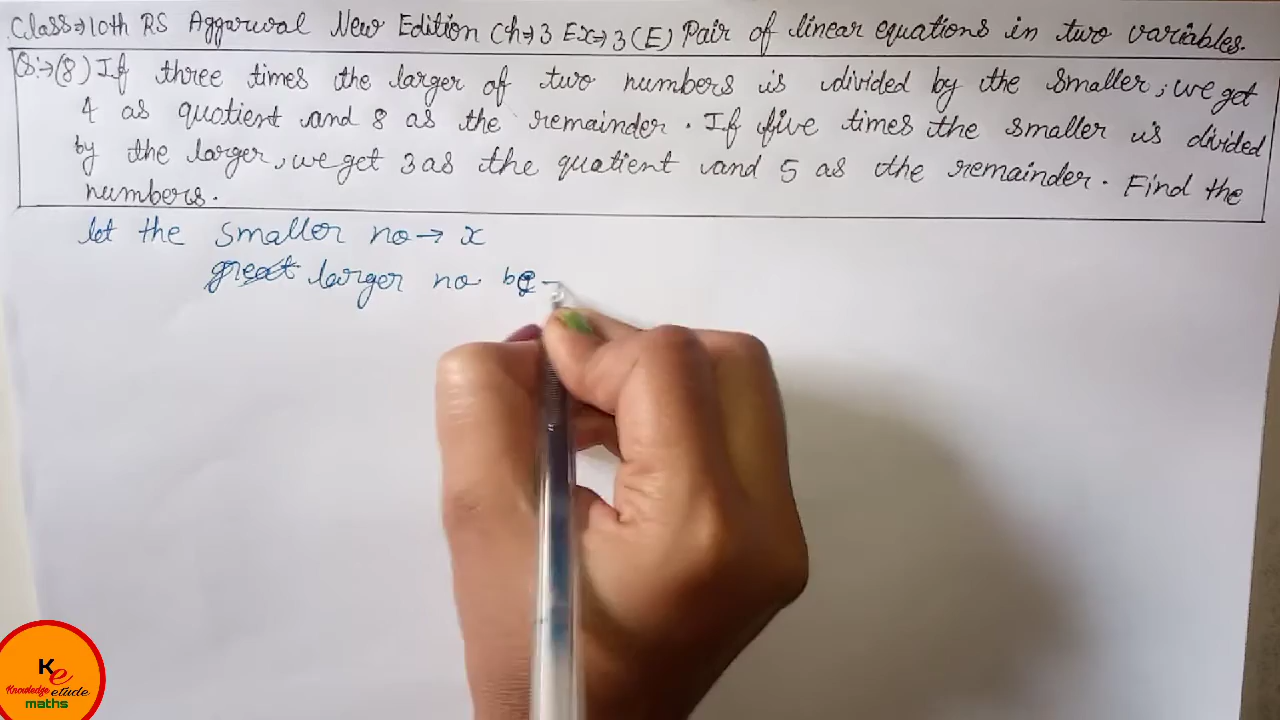 Class→10th RS Aggarwal New Edition Ch→3 Ex→3(E) Pair of linear equations in two variables.
Q:→(8) If three times the larger of two numbers is divided by the smaller, we get
4 as quotient and 8 as the remainder. If five times the smaller is divided
by the larger, we get 3 as the quatient and 5 as the remainder. Find the
numbers.
let the smaller no→ x
great larger no be
Ke
Knowledge etude
maths